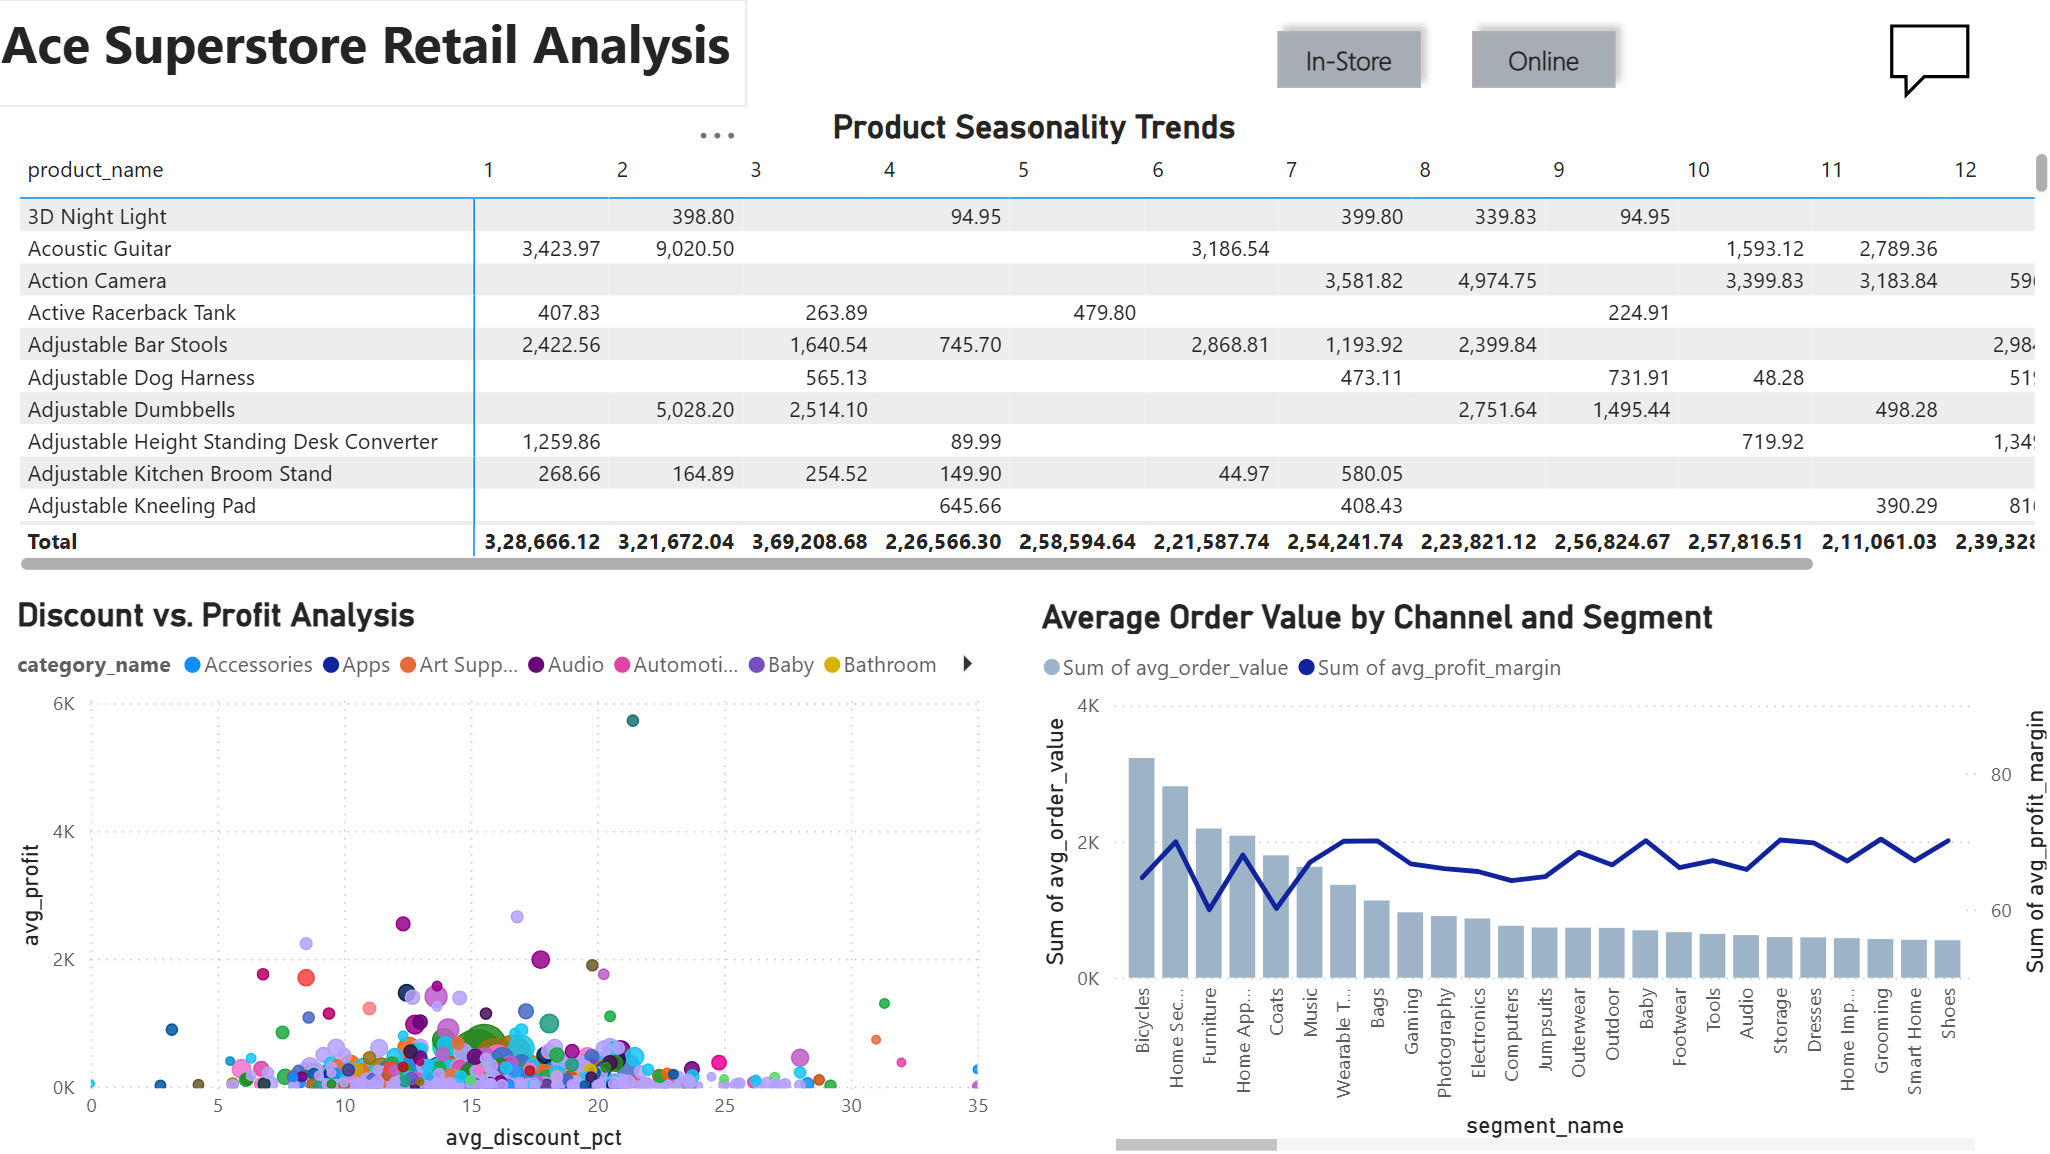 Ace Superstore Retail Analysis
In-Store
Online
Product Seasonality Trends
product_name 1 2 3 4 5 6 7 8 9 10 11 12
3D Night Light 398.80 94.95 399.80 339.83 94.95
Acoustic Guitar 3,423.97 9,020.50 3,186.54 1,593.12 2,789.36
Action Camera 3,581.82 4,974.75 3,399.83 3,183.84
Active Racerback Tank 407.83 263.89 479.80 224.91
Adjustable Bar Stools 2,422.56 1,640.54 745.70 2,868.81 1,193.92 2,399.84
Adjustable Dog Harness 565.13 473.11 731.91 48.28
Adjustable Dumbbells 5,028.20 2,514.10 2,751.64 1,495.44 498.28
Adjustable Height Standing Desk Converter 1,259.86 89.99 719.92
Adjustable Kitchen Broom Stand 268.66 164.89 254.52 149.90 44.97 580.05
Adjustable Kneeling Pad 645.66 408.43 390.29
Total 3,28,666.12 3,21,672.04 3,69,208.68 2,26,566.30 2,58,594.64 2,21,587.74 2,54,241.74 2,23,821.12 2,56,824.67 2,57,816.51 2,11,061.03
Discount vs. Profit Analysis
category_name Accessories Apps Art Supp... Audio Automoti... Baby Bathroom
avg_profit
6K
4K
2K
0K
0 5 10 15 20 25 30 35
avg_discount_pct
Average Order Value by Channel and Segment
Sum of avg_order_value Sum of avg_profit_margin
Sum of avg_order_value
4K
2K
0K
80
60
Sum of avg_profit_margin
Bicycles
Home Sec...
Furniture
Home App...
Coats
Music
Wearable T...
Bags
Gaming
Photography
Electronics
Computers
Jumpsuits
Outerwear
Outdoor
Baby
Footwear
Tools
Audio
Storage
Dresses
Home Imp...
Grooming
Smart Home
Shoes
segment_name